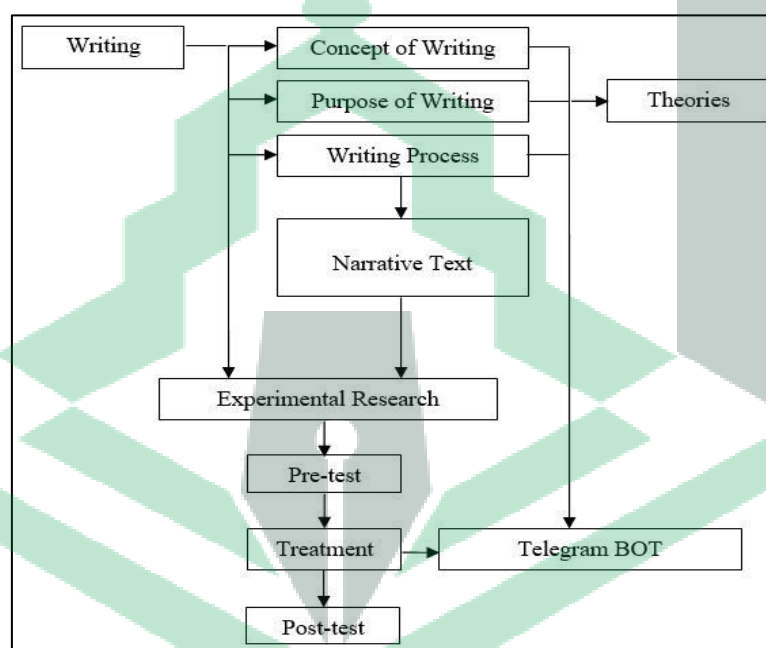 Writing
Concept of Writing
Purpose of Writing
Theories
Writing Process
Narrative Text
Experimental Research
Pre-test
Treatment
Telegram BOT
Post-test